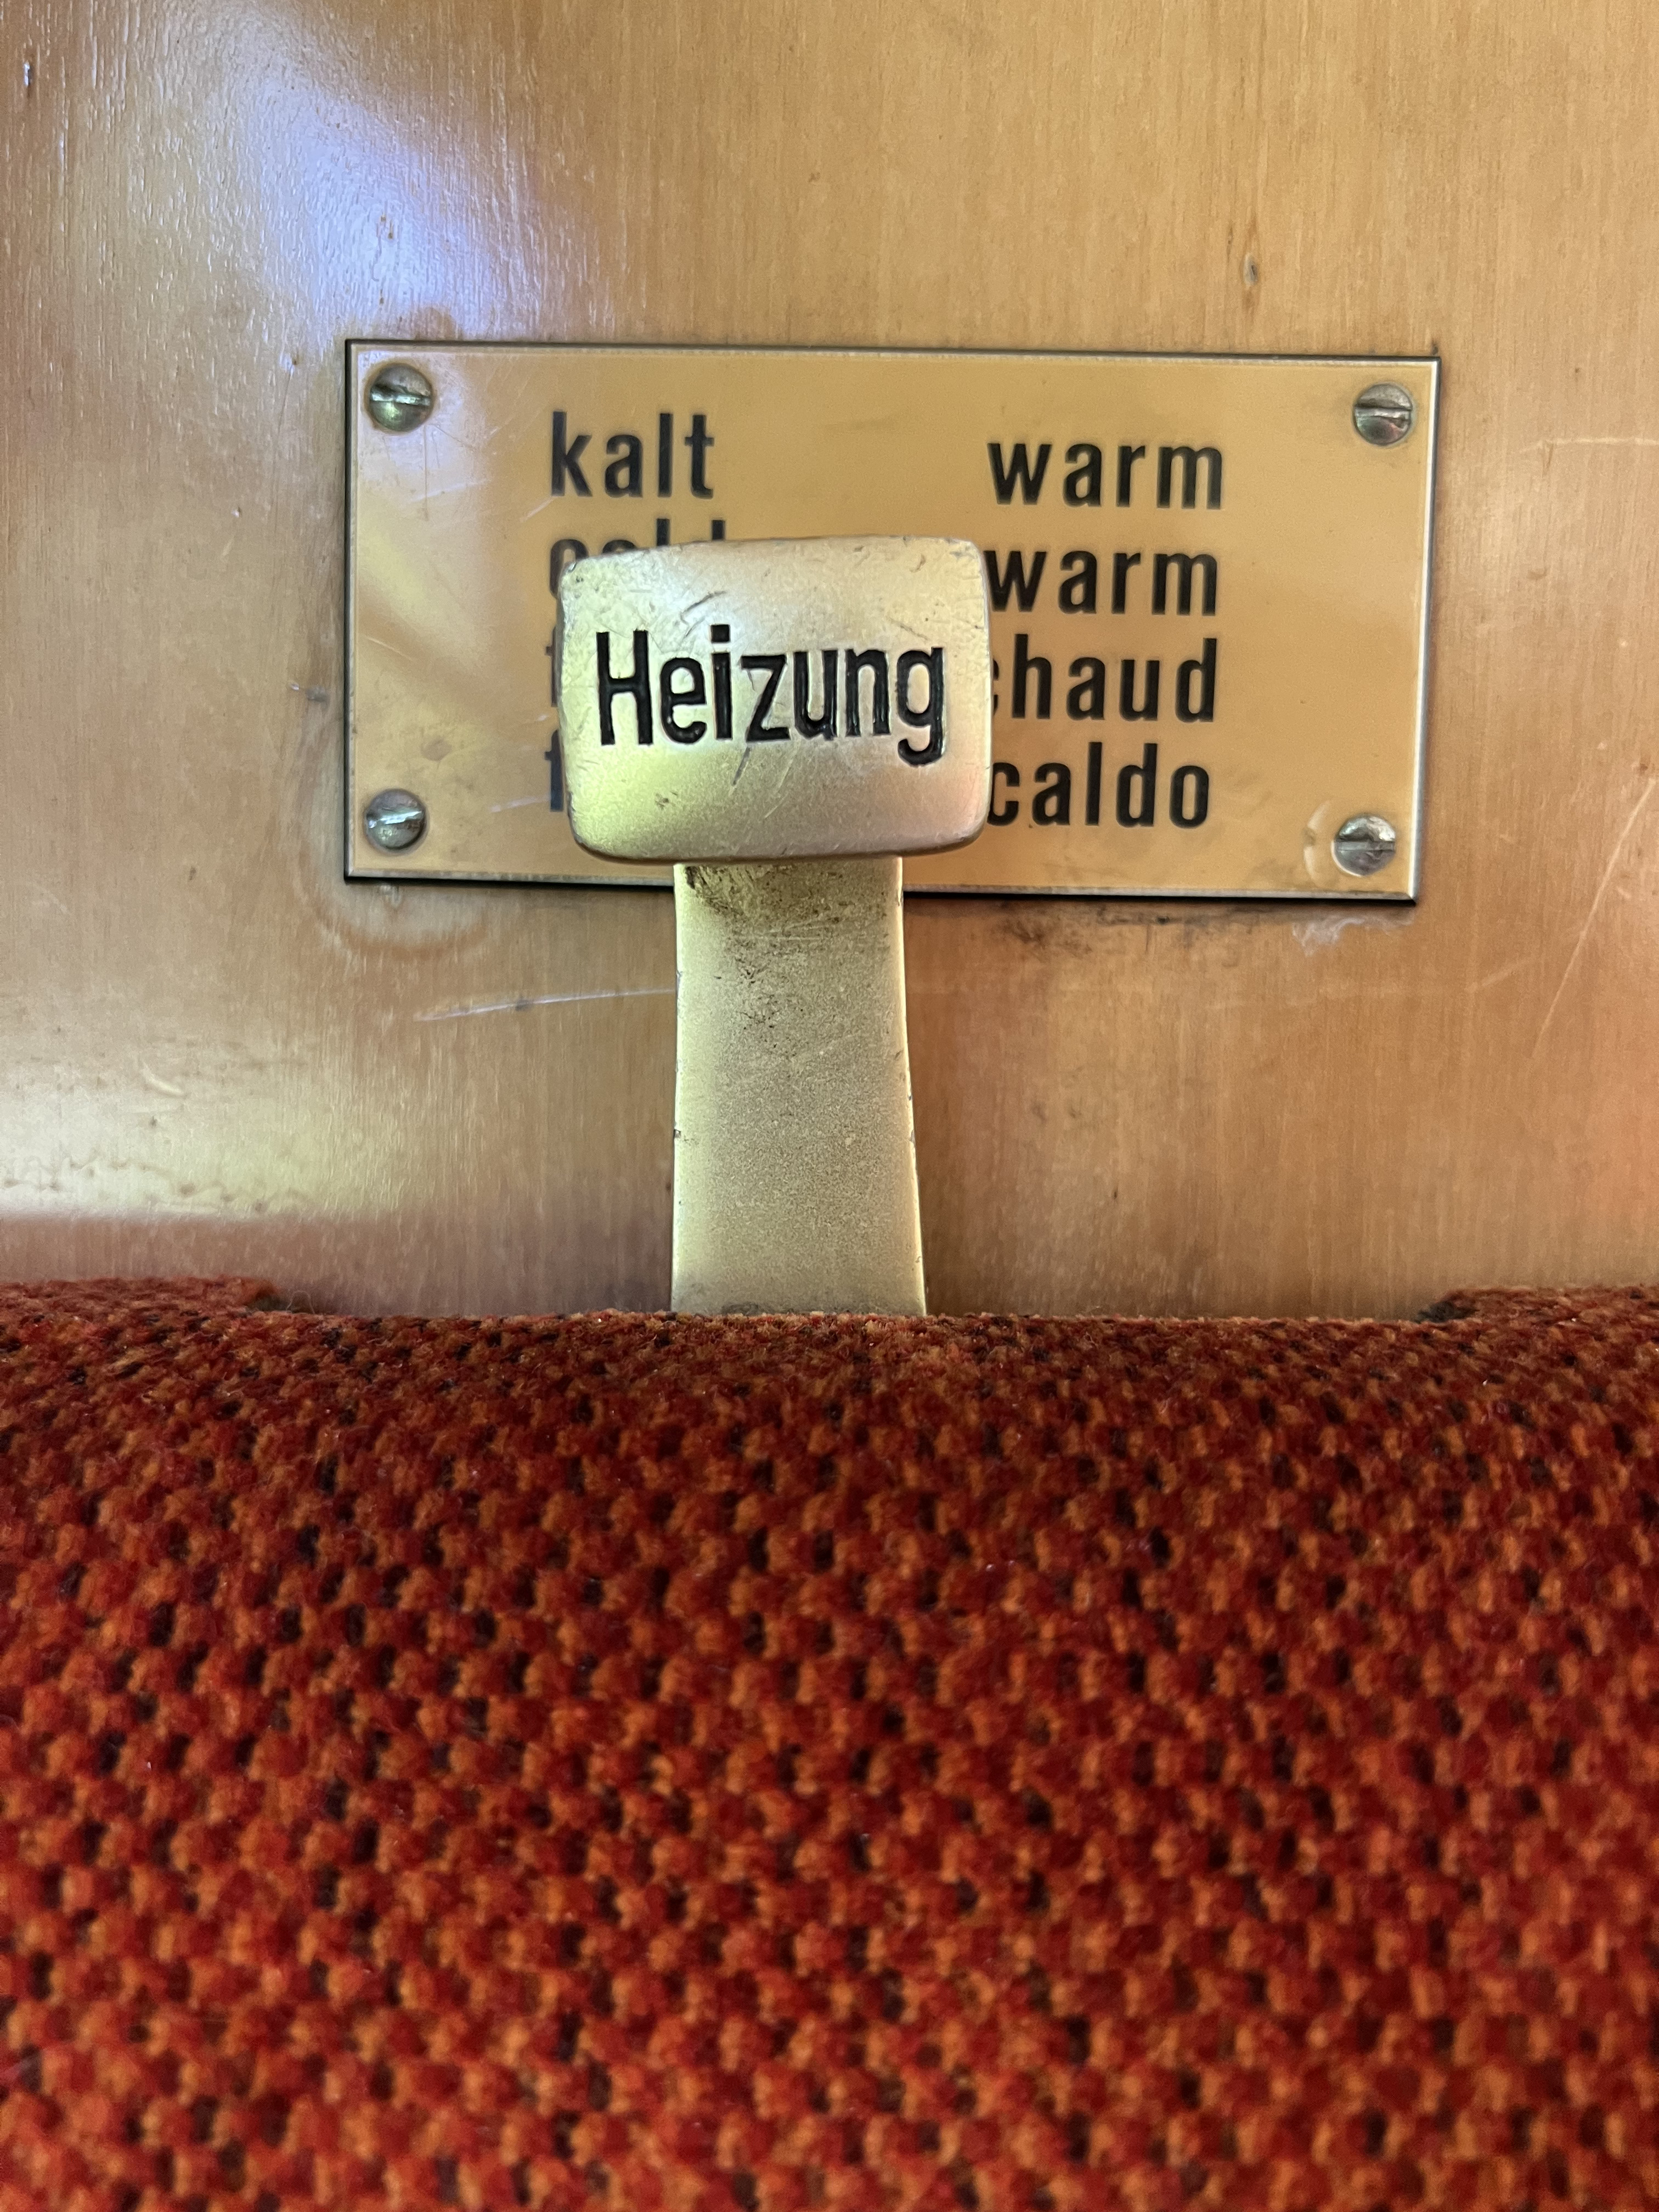 kalt warm
warm
Heizung
chaud
caldo